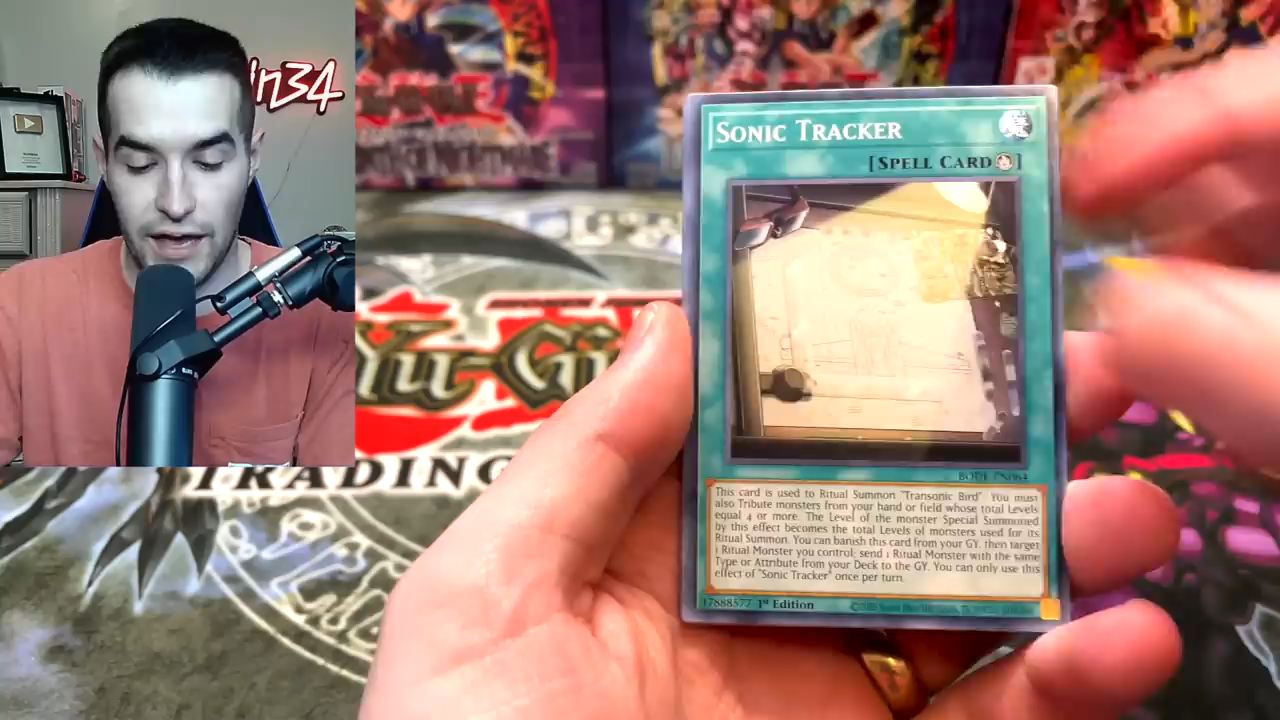 n34
SONIC TRACKER
[SPELL CARD]
BODE-EN064
This card is used to Ritual Summon "Transonic Bird". You must
also Tribute monsters from your hand or field whose total Levels
equal 4 or more. The Level of the monster Special Summoned
by this effect becomes the total Levels of monsters used for its
Ritual Summon. You can banish this card from your GY, then target
1 Ritual Monster you control; send 1 Ritual Monster with the same
Type or Attribute from your Deck to the GY. You can only use this
effect of "Sonic Tracker" once per turn.
17888577 1st Edition
Yu-Gi
TRADING